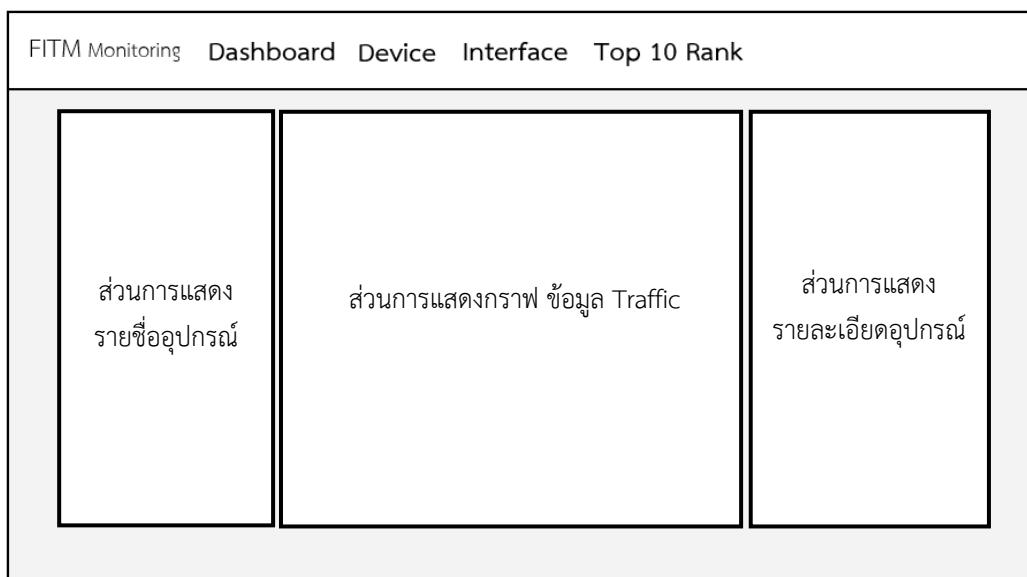 FITM Monitoring Dashboard Device Interface Top 10 Rank
ส่วนการแสดง
รายชื่ออุปกรณ์
ส่วนการแสดงกราฟ ข้อมูล Traffic
ส่วนการแสดง
รายละเอียดอุปกรณ์